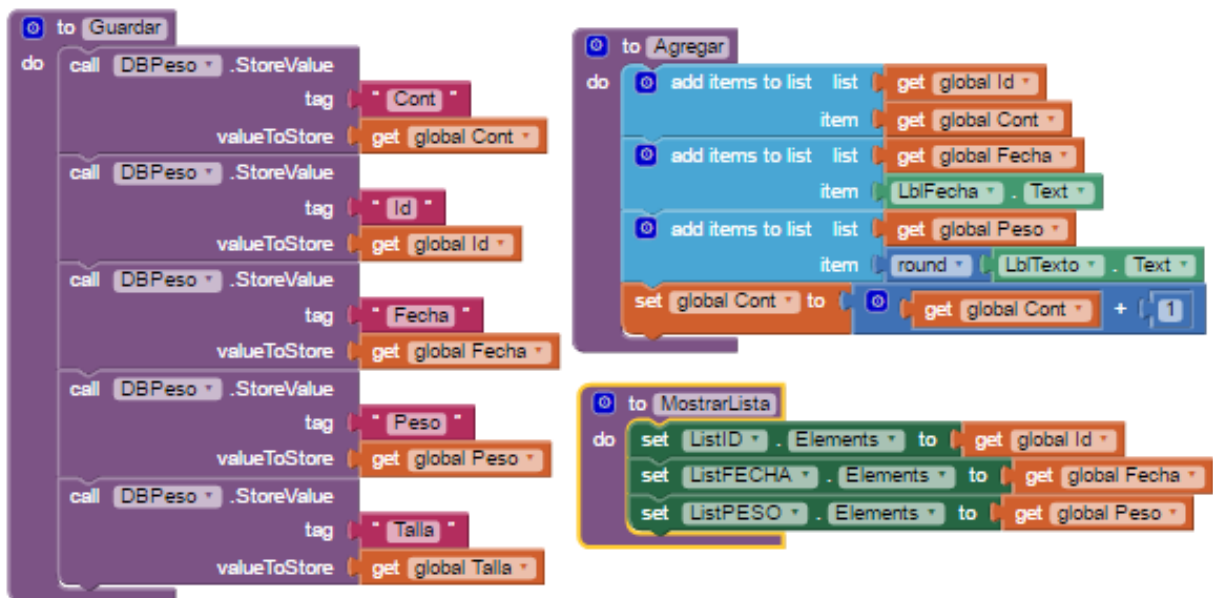 to Guardar
do call DBPeso .StoreValue
tag " Cont "
valueToStore get global Cont
call DBPeso .StoreValue
tag " Id "
valueToStore get global Id
call DBPeso .StoreValue
tag " Fecha "
valueToStore get global Fecha
call DBPeso .StoreValue
tag " Peso "
valueToStore get global Peso
call DBPeso .StoreValue
tag " Talla "
valueToStore get global Talla
to Agregar
do add items to list list get global Id
item get global Cont
add items to list list get global Fecha
item LblFecha . Text
add items to list list get global Peso
item round LblTexto . Text
set global Cont to get global Cont + 1
to MostrarLista
do set ListID . Elements to get global Id
set ListFECHA . Elements to get global Fecha
set ListPESO . Elements to get global Peso